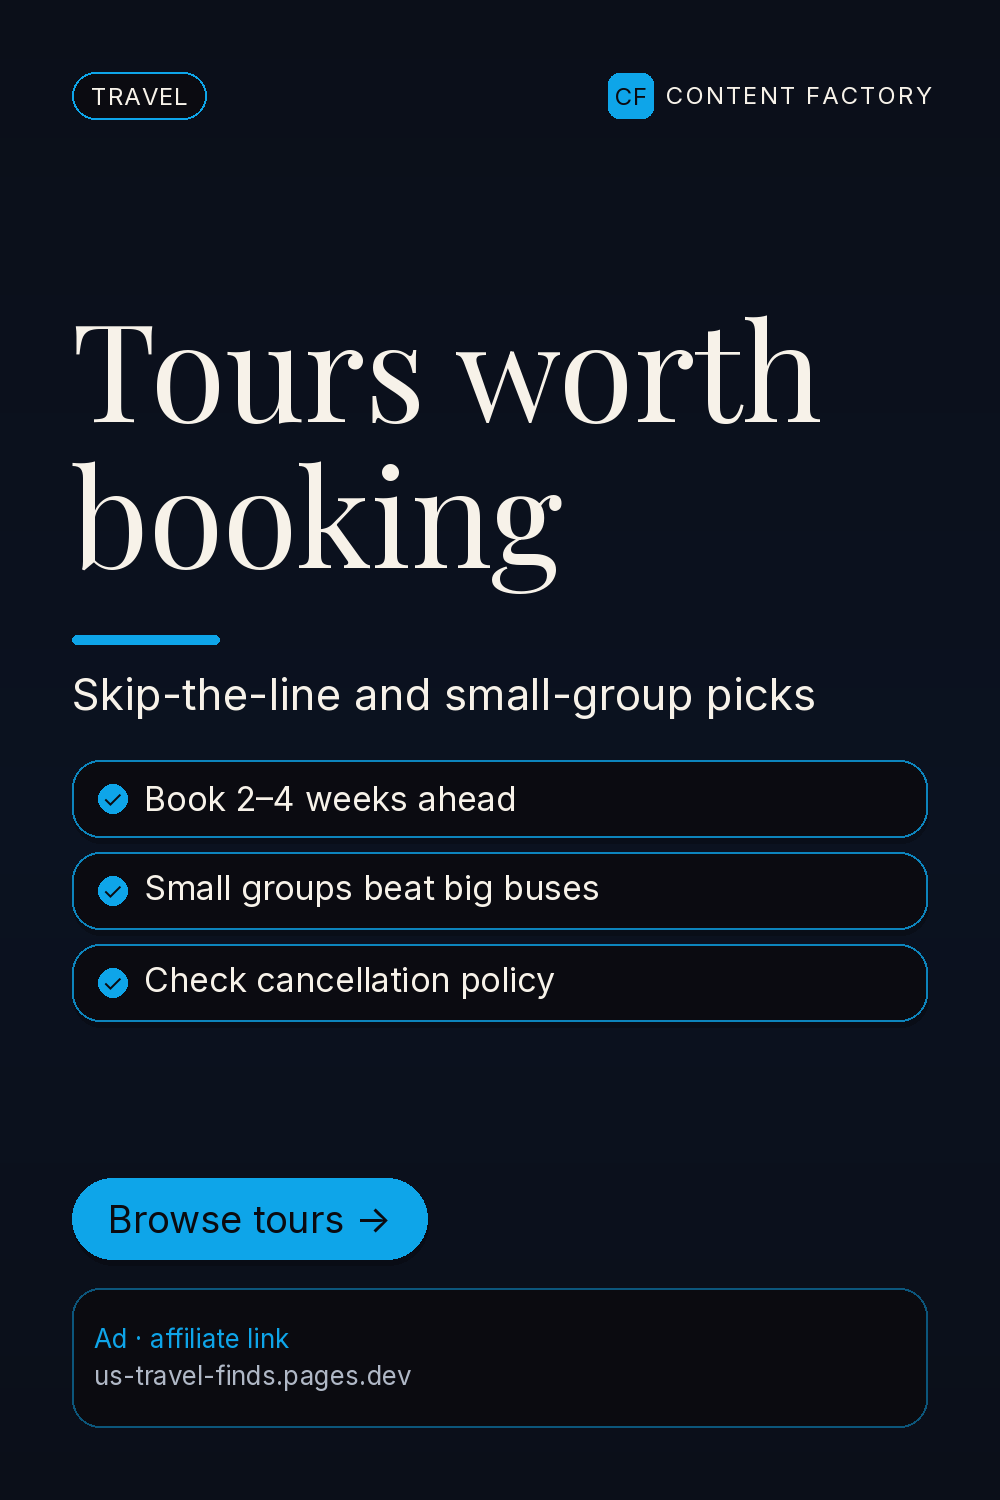 TRAVEL
CF CONTENT FACTORY
Tours worth
booking
Skip-the-line and small-group picks
Book 2–4 weeks ahead
Small groups beat big buses
Check cancellation policy
Browse tours →
Ad · affiliate link
us-travel-finds.pages.dev